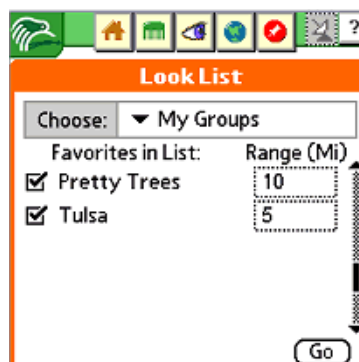 ?
Look List
Choose: My Groups
Favorites in List: Range (Mi)
Pretty Trees 10
Tulsa 5
Go